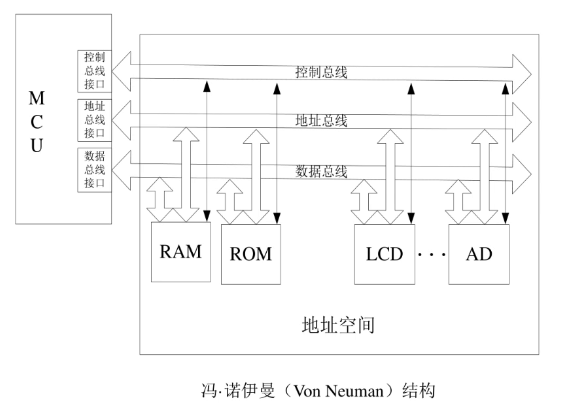 M
C
U
控制
总线
接口
地址
总线
接口
数据
总线
接口
控制总线
地址总线
数据总线
RAM
ROM
LCD
···
AD
地址空间
冯·诺伊曼（Von Neuman）结构